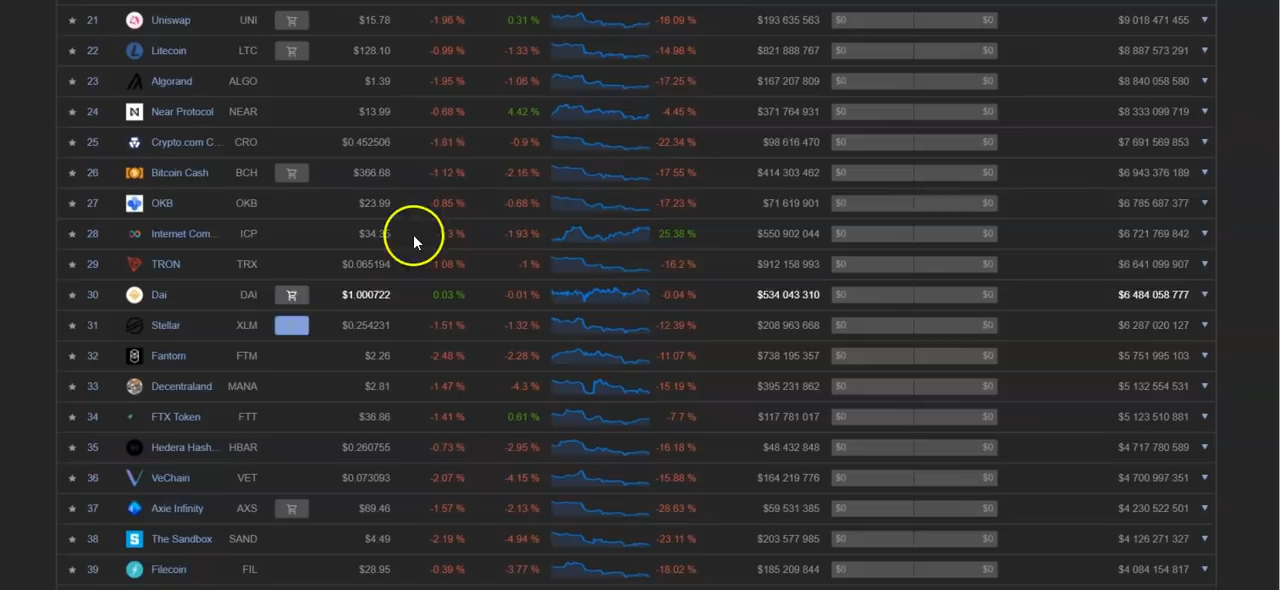 ★ 21 Uniswap UNI $15.78 -1.96 % 0.31 % -16.09 % $193 635 563 $0 $0 $9 018 471 455 ▼
★ 22 Litecoin LTC $128.10 -0.99 % -1.33 % -14.98 % $821 888 767 $0 $0 $8 887 573 291 ▼
★ 23 Algorand ALGO $1.39 -1.95 % -1.06 % -17.25 % $167 207 809 $0 $0 $8 840 058 580 ▼
★ 24 Near Protocol NEAR $13.99 -0.68 % 4.42 % -4.45 % $371 764 931 $0 $0 $8 333 099 719 ▼
★ 25 Crypto.com C... CRO $0.452506 -1.81 % -0.9 % -22.34 % $98 616 470 $0 $0 $7 691 569 853 ▼
★ 26 Bitcoin Cash BCH $366.68 -1.12 % -2.16 % -17.55 % $414 303 462 $0 $0 $6 943 376 189 ▼
★ 27 OKB OKB $23.99 0.85 % -0.68 % -17.23 % $71 619 901 $0 $0 $6 785 687 377 ▼
★ 28 Internet Com... ICP $34.35 -1.93 % 25.38 % $550 902 044 $0 $0 $6 721 769 842 ▼
★ 29 TRON TRX $0.065194 1.08 % -1 % -16.2 % $912 158 993 $0 $0 $6 641 099 907 ▼
★ 30 Dai DAI $1.000722 0.03 % -0.01 % -0.04 % $534 043 310 $0 $0 $6 484 058 777 ▼
★ 31 Stellar XLM $0.254231 -1.51 % -1.32 % -12.39 % $208 963 668 $0 $0 $6 287 020 127 ▼
★ 32 Fantom FTM $2.26 -2.48 % -2.28 % -11.07 % $738 195 357 $0 $0 $5 751 995 103 ▼
★ 33 Decentraland MANA $2.81 -1.47 % -4.3 % -15.19 % $395 231 862 $0 $0 $5 132 554 531 ▼
★ 34 FTX Token FTT $36.86 -1.41 % 0.61 % -7.7 % $117 781 017 $0 $0 $5 123 510 881 ▼
★ 35 Hedera Hash... HBAR $0.260755 -0.73 % -2.95 % -16.18 % $48 432 848 $0 $0 $4 717 780 589 ▼
★ 36 VeChain VET $0.073093 -2.07 % -4.15 % -15.88 % $164 219 776 $0 $0 $4 700 997 351 ▼
★ 37 Axie Infinity AXS $69.46 -1.57 % -2.13 % -28.63 % $59 531 385 $0 $0 $4 230 522 501 ▼
★ 38 The Sandbox SAND $4.49 -2.19 % -4.94 % -23.11 % $203 577 985 $0 $0 $4 126 271 327 ▼
★ 39 Filecoin FIL $28.95 -0.39 % -3.77 % -18.02 % $185 209 844 $0 $0 $4 084 154 817 ▼